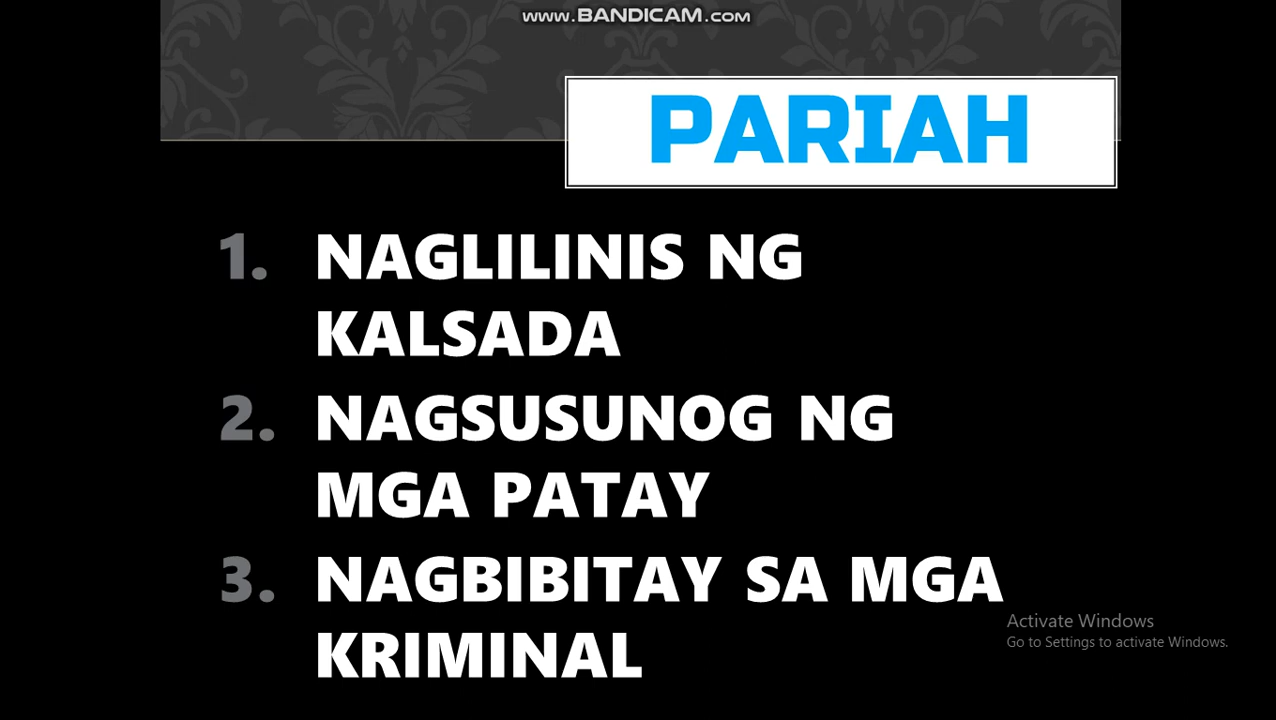 www.BANDICAM.com
PARIAH
1. NAGLILINIS NG
KALSADA
2. NAGSUSUNOG NG
MGA PATAY
3. NAGBIBITAY SA MGA
KRIMINAL
Activate Windows
Go to Settings to activate Windows.